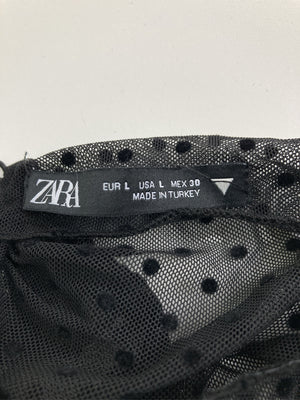 ZARA
EUR L USA L MEX 30
MADE IN TURKEY